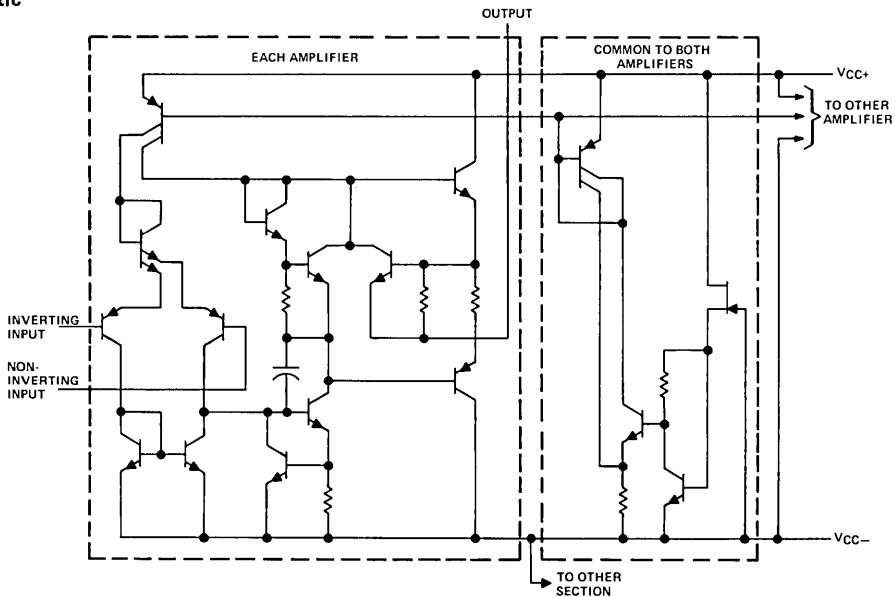 tic
OUTPUT
EACH AMPLIFIER
COMMON TO BOTH
AMPLIFIERS
VCC+
TO OTHER
AMPLIFIER
INVERTING
INPUT
NON-
INVERTING
INPUT
VCC−
TO OTHER
SECTION